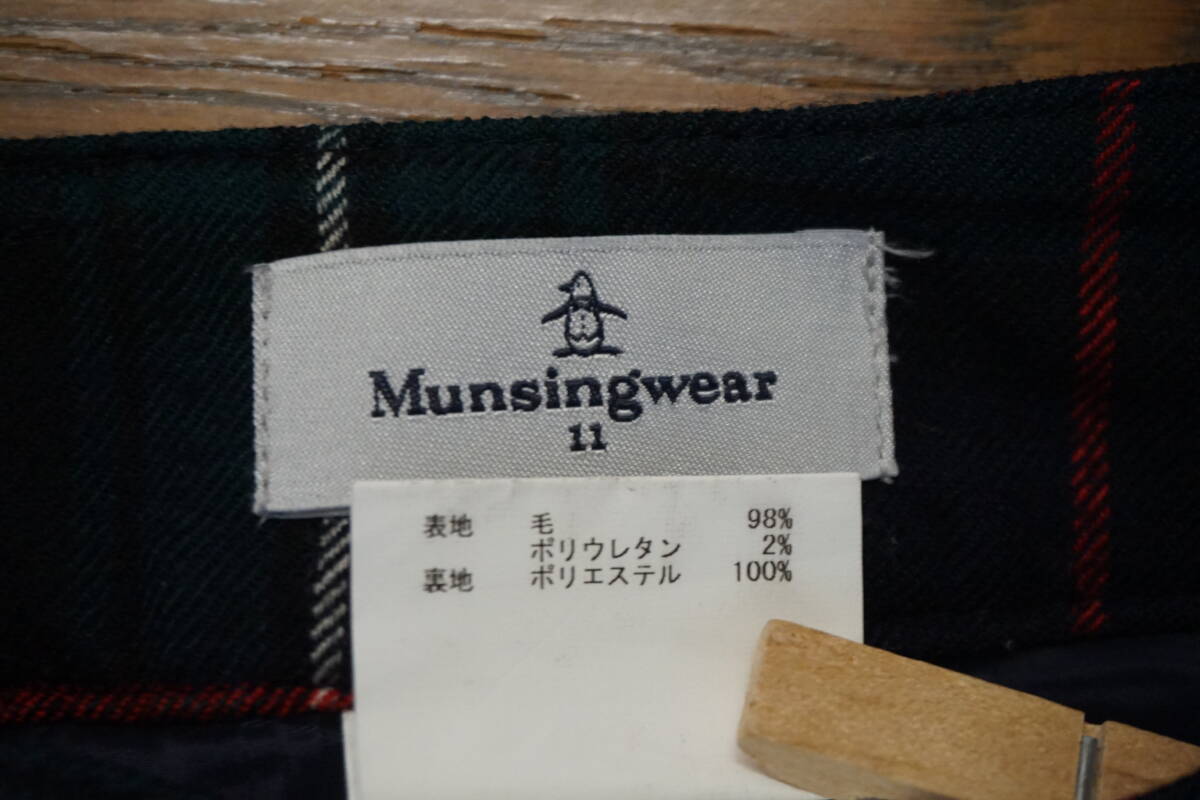 Munsingwear
11
表地 毛 98%
ポリウレタン 2%
裏地 ポリエステル 100%